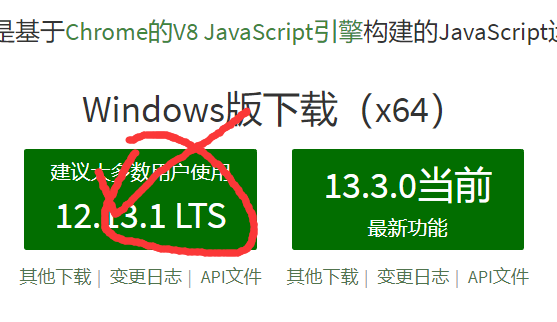 是基于Chrome的V8 JavaScript引擎构建的JavaScript运
Windows版下载（x64）
建议大多数用户使用
12.13.1 LTS
13.3.0当前
最新功能
其他下载 | 变更日志 | API文件
其他下载 | 变更日志 | API文件